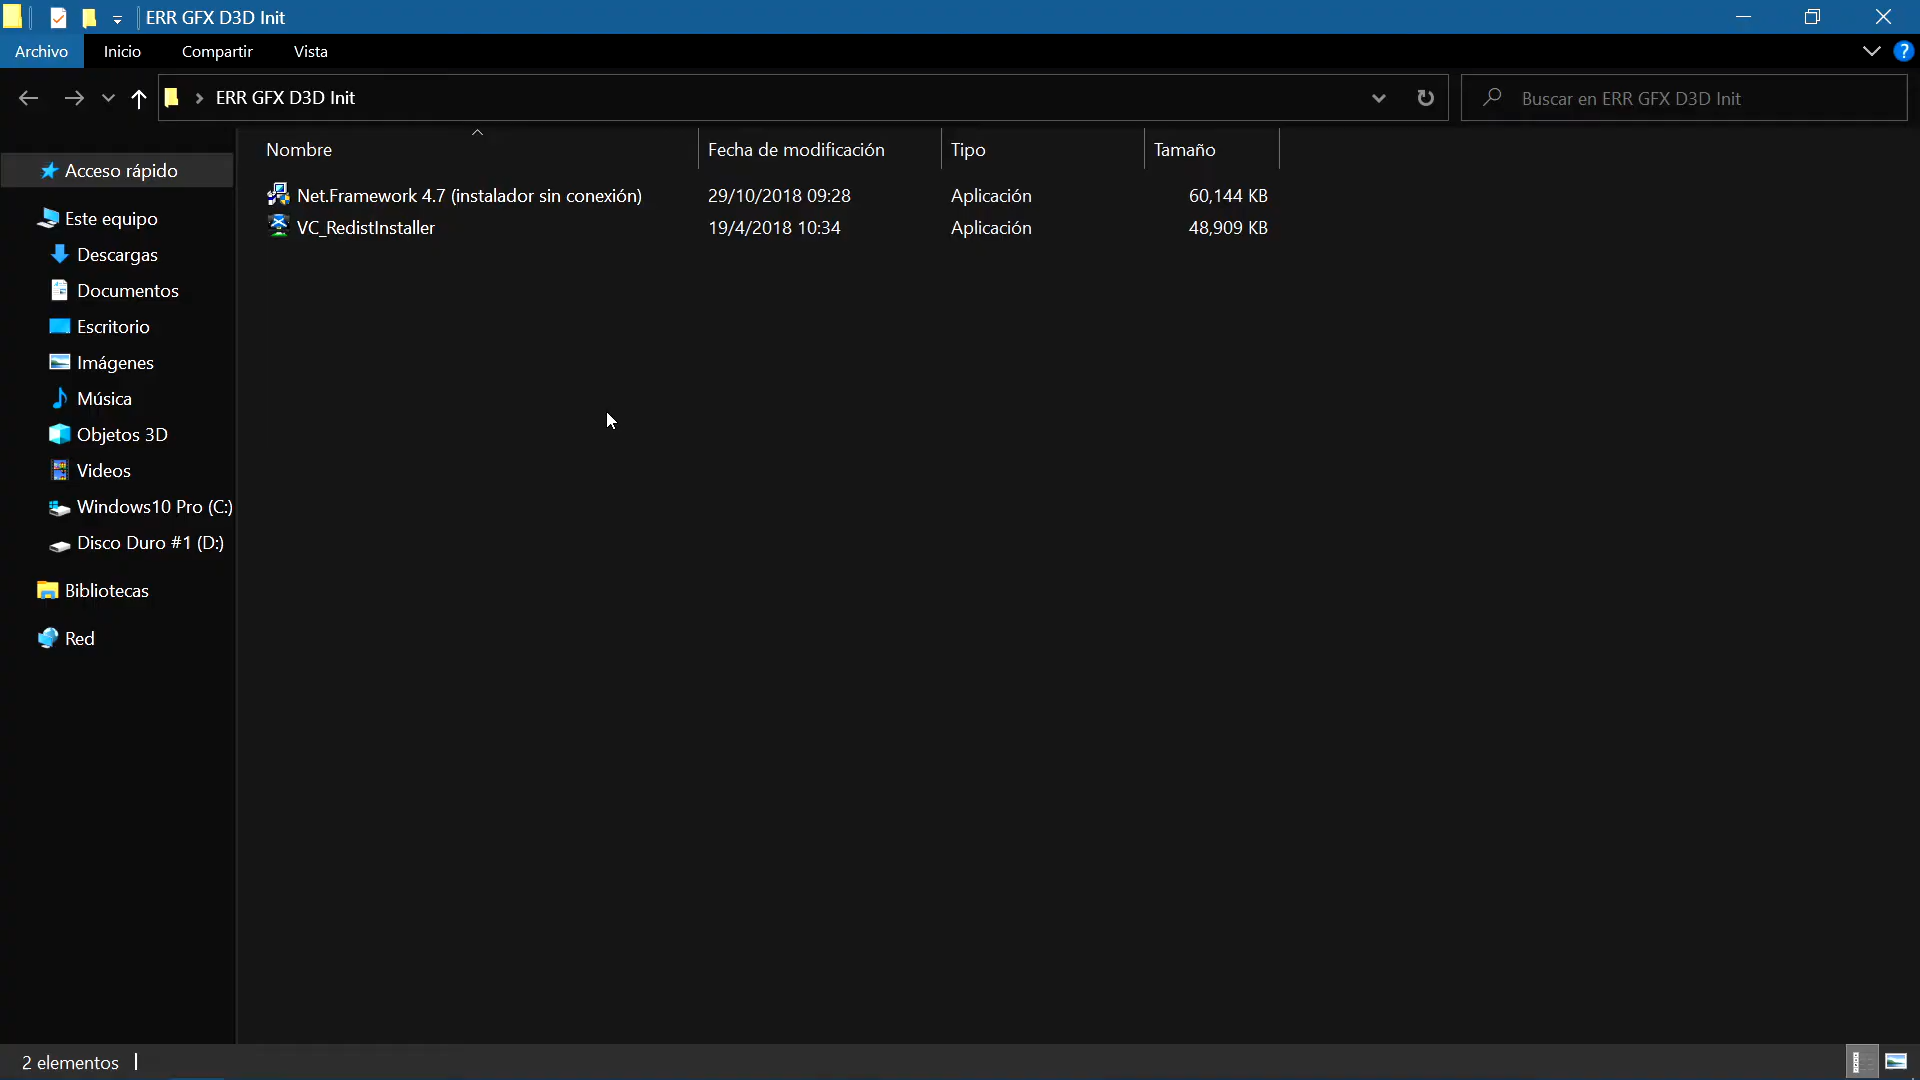 ERR GFX D3D Init
Archivo Inicio Compartir Vista
ERR GFX D3D Init
Buscar en ERR GFX D3D Init
Nombre Fecha de modificación Tipo Tamaño
Net.Framework 4.7 (instalador sin conexión) 29/10/2018 09:28 Aplicación 60,144 KB
VC_RedistInstaller 19/4/2018 10:34 Aplicación 48,909 KB
Acceso rápido
Este equipo
Descargas
Documentos
Escritorio
Imágenes
Música
Objetos 3D
Videos
Windows10 Pro (C:)
Disco Duro #1 (D:)
Bibliotecas
Red
2 elementos